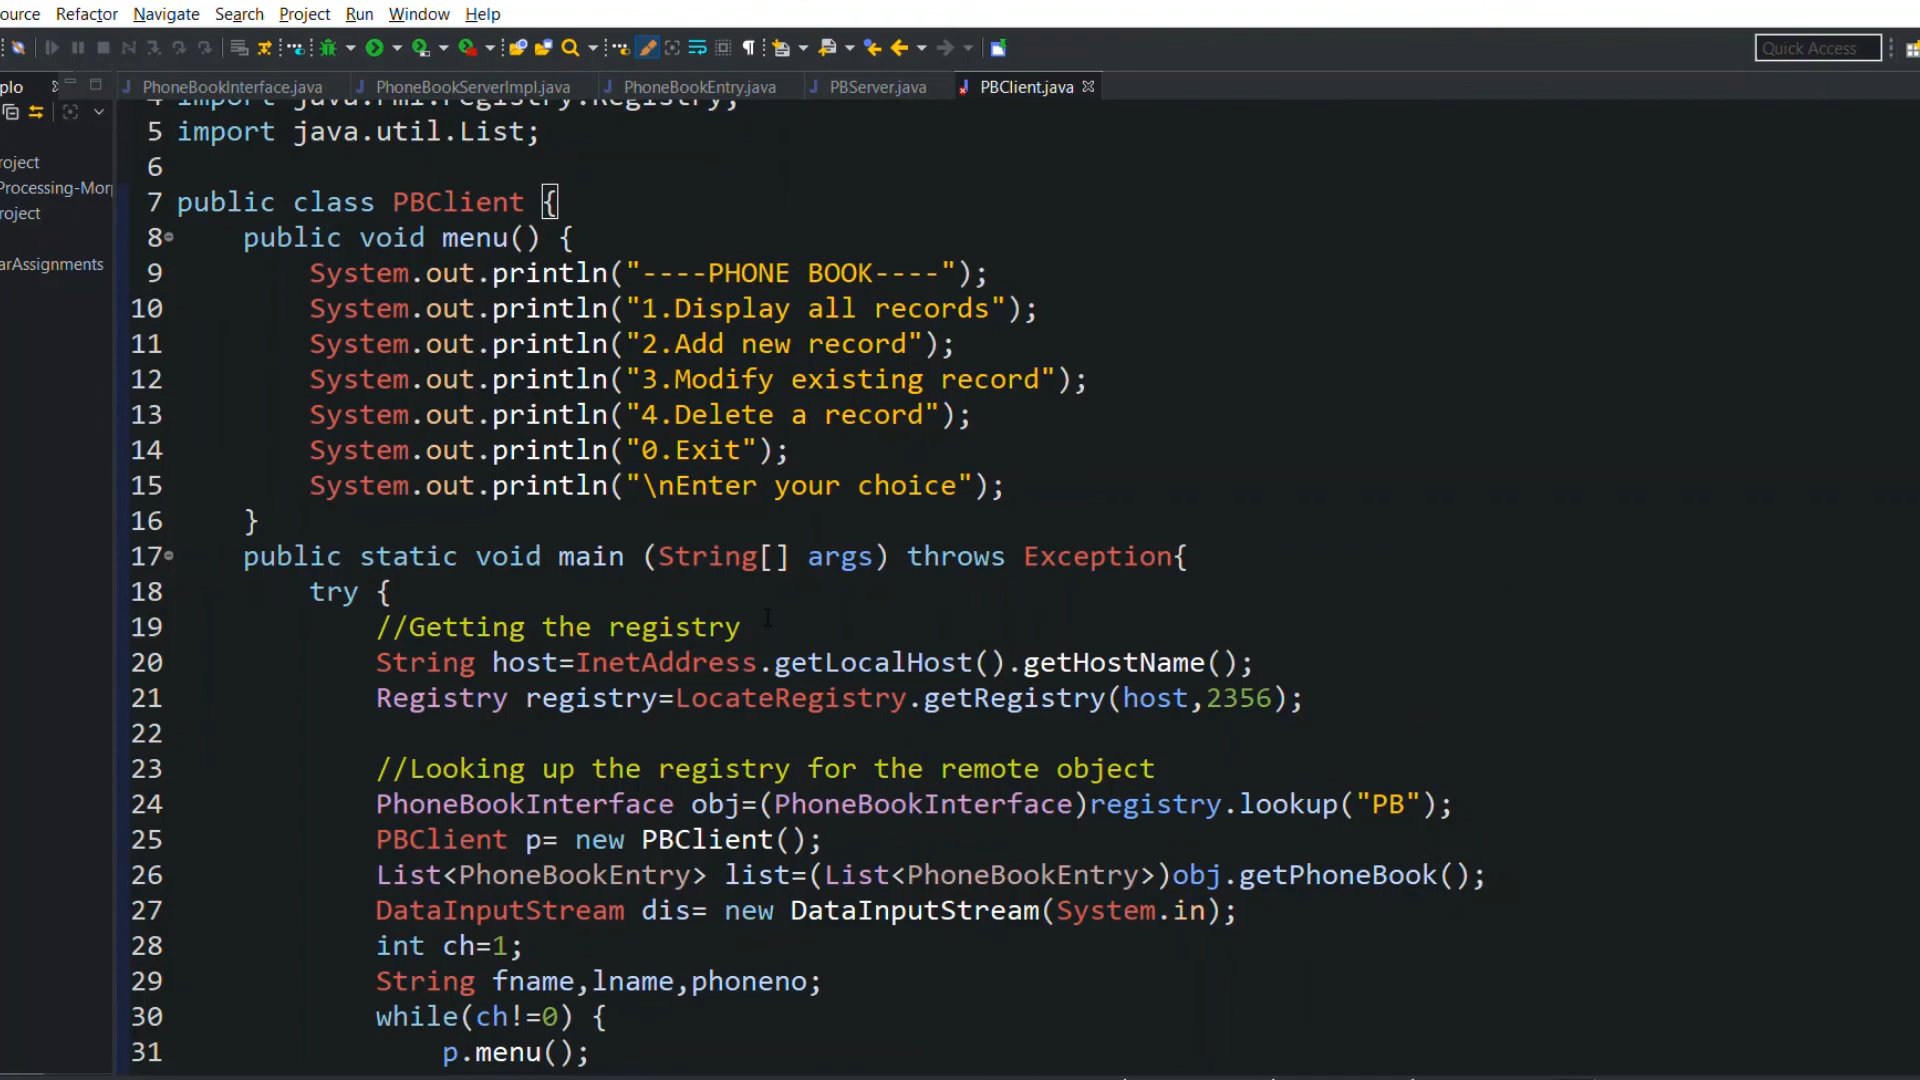 ource Refactor Navigate Search Project Run Window Help
Quick Access
plo
PhoneBookInterface.java PhoneBookServerImpl.java PhoneBookEntry.java PBServer.java PBClient.java
roject
Processing-Mor
roject
arAssignments
4 import java.rmi.registry.Registry;
5 import java.util.List;
6
7 public class PBClient {
8 public void menu() {
9 System.out.println("----PHONE BOOK----");
10 System.out.println("1.Display all records");
11 System.out.println("2.Add new record");
12 System.out.println("3.Modify existing record");
13 System.out.println("4.Delete a record");
14 System.out.println("0.Exit");
15 System.out.println("\nEnter your choice");
16 }
17 public static void main (String[] args) throws Exception{
18 try {
19 //Getting the registry
20 String host=InetAddress.getLocalHost().getHostName();
21 Registry registry=LocateRegistry.getRegistry(host,2356);
22
23 //Looking up the registry for the remote object
24 PhoneBookInterface obj=(PhoneBookInterface)registry.lookup("PB");
25 PBClient p= new PBClient();
26 List<PhoneBookEntry> list=(List<PhoneBookEntry>)obj.getPhoneBook();
27 DataInputStream dis= new DataInputStream(System.in);
28 int ch=1;
29 String fname,lname,phoneno;
30 while(ch!=0) {
31 p.menu();